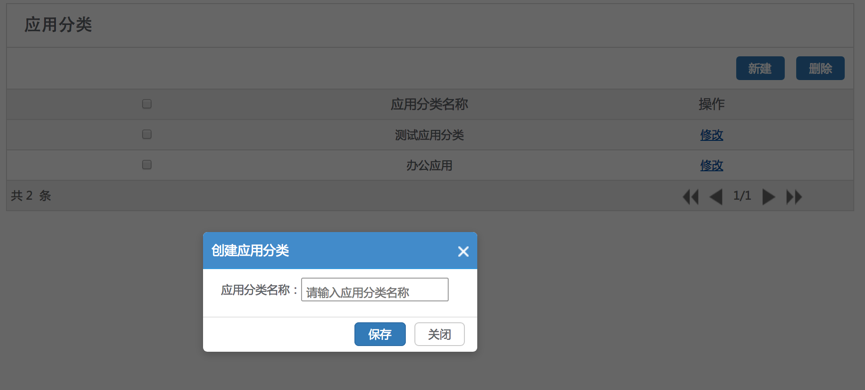 应用分类
新建 删除
应用分类名称 操作
测试应用分类 修改
办公应用 修改
共 2 条 1/1
创建应用分类
应用分类名称： 请输入应用分类名称
保存 关闭